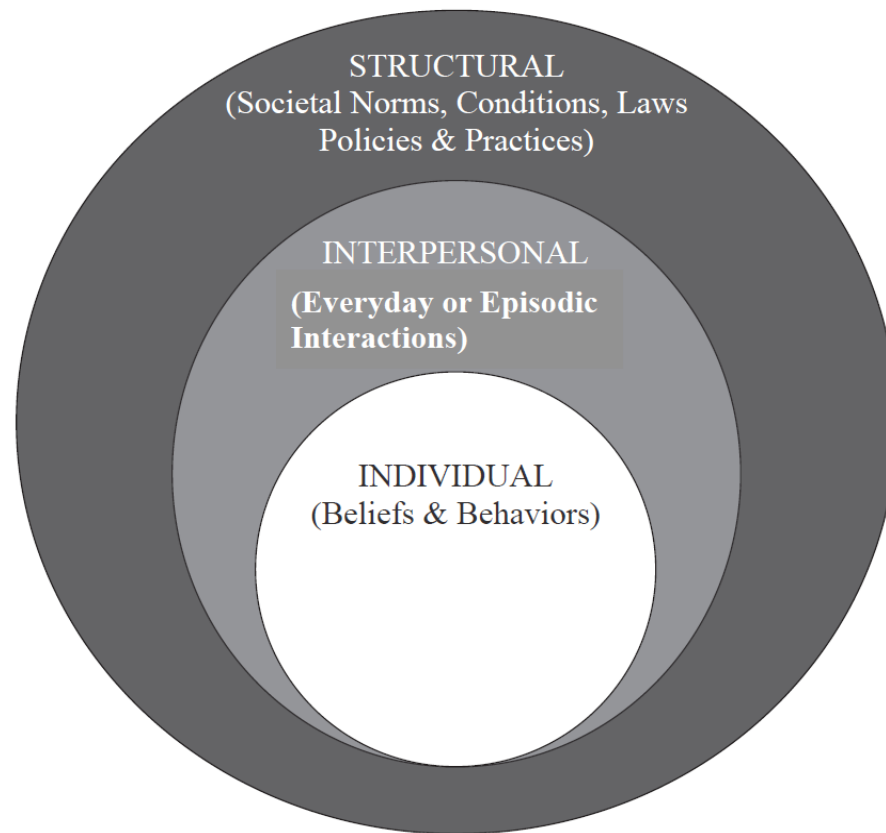 STRUCTURAL
(Societal Norms, Conditions, Laws
Policies & Practices)
INTERPERSONAL
(Everyday or Episodic
Interactions)
INDIVIDUAL
(Beliefs & Behaviors)